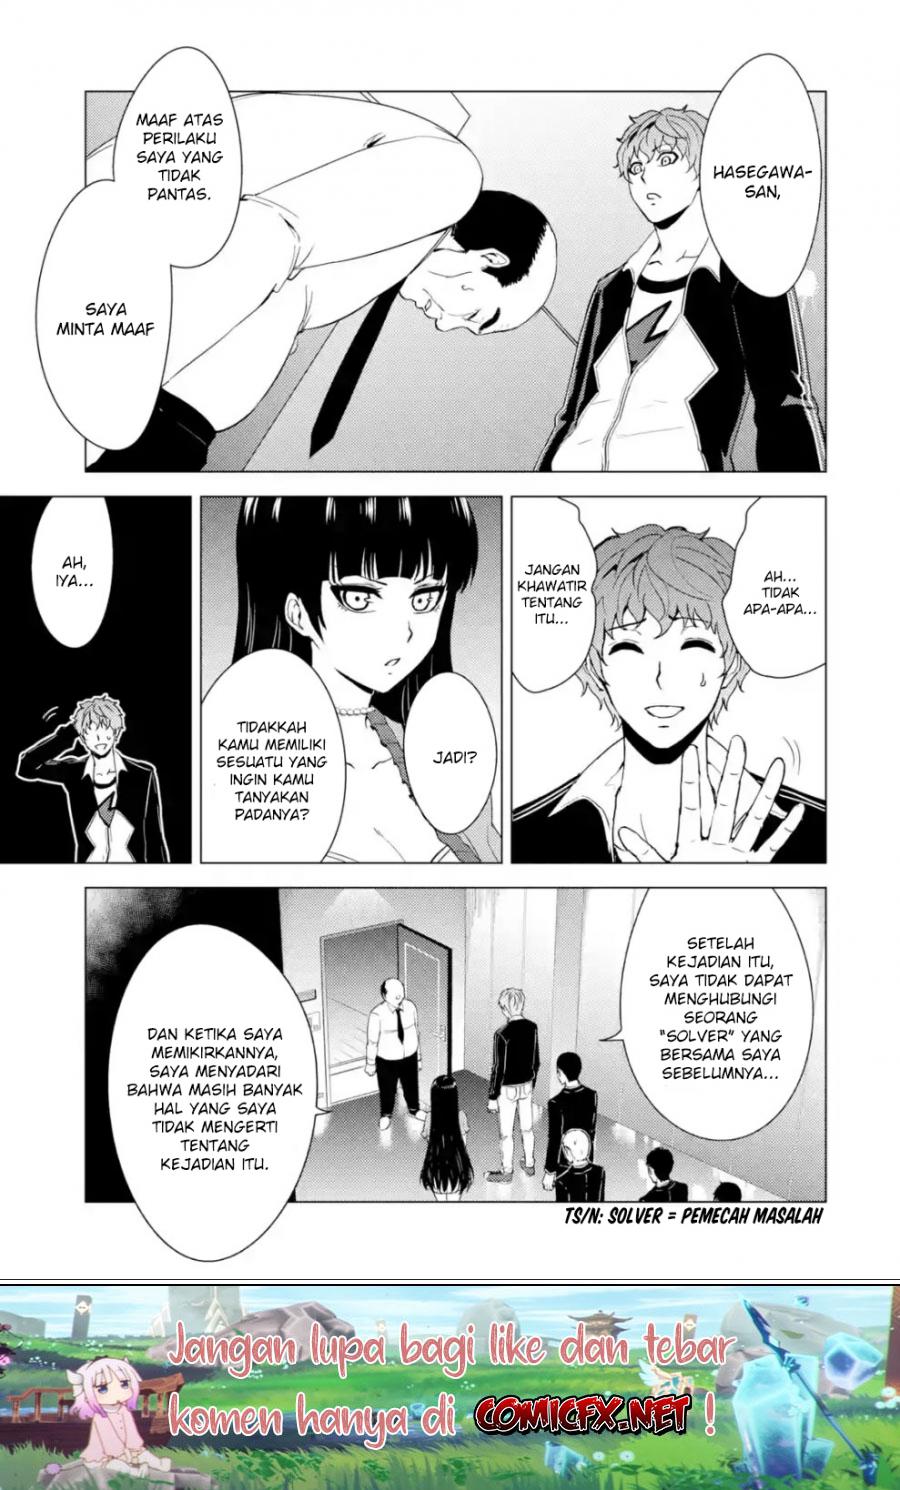 HASEGAWA-
SAN,
MAAF ATAS
PERILAKU
SAYA YANG
TIDAK
PANTAS.
SAYA
MINTA MAAF
AH...
TIDAK
APA-APA...
JANGAN
KHAWATIR
TENTANG
ITU...
JADI?
TIDAKKAH
KAMU MEMILIKI
SESUATU YANG
INGIN KAMU
TANYAKAN
PADANYA?
AH,
IYA...
SETELAH
KEJADIAN ITU,
SAYA TIDAK DAPAT
MENGHUBUNGI
SEORANG
"SOLVER" YANG
BERSAMA SAYA
SEBELUMNYA...
DAN KETIKA SAYA
MEMIKIRKANNYA,
SAYA MENYADARI
BAHWA MASIH BANYAK
HAL YANG SAYA
TIDAK MENGERTI
TENTANG
KEJADIAN ITU.
TS/N: SOLVER = PEMECAH MASALAH
Jangan lupa bagi like dan tebar
komen hanya di COMICFX.NET !